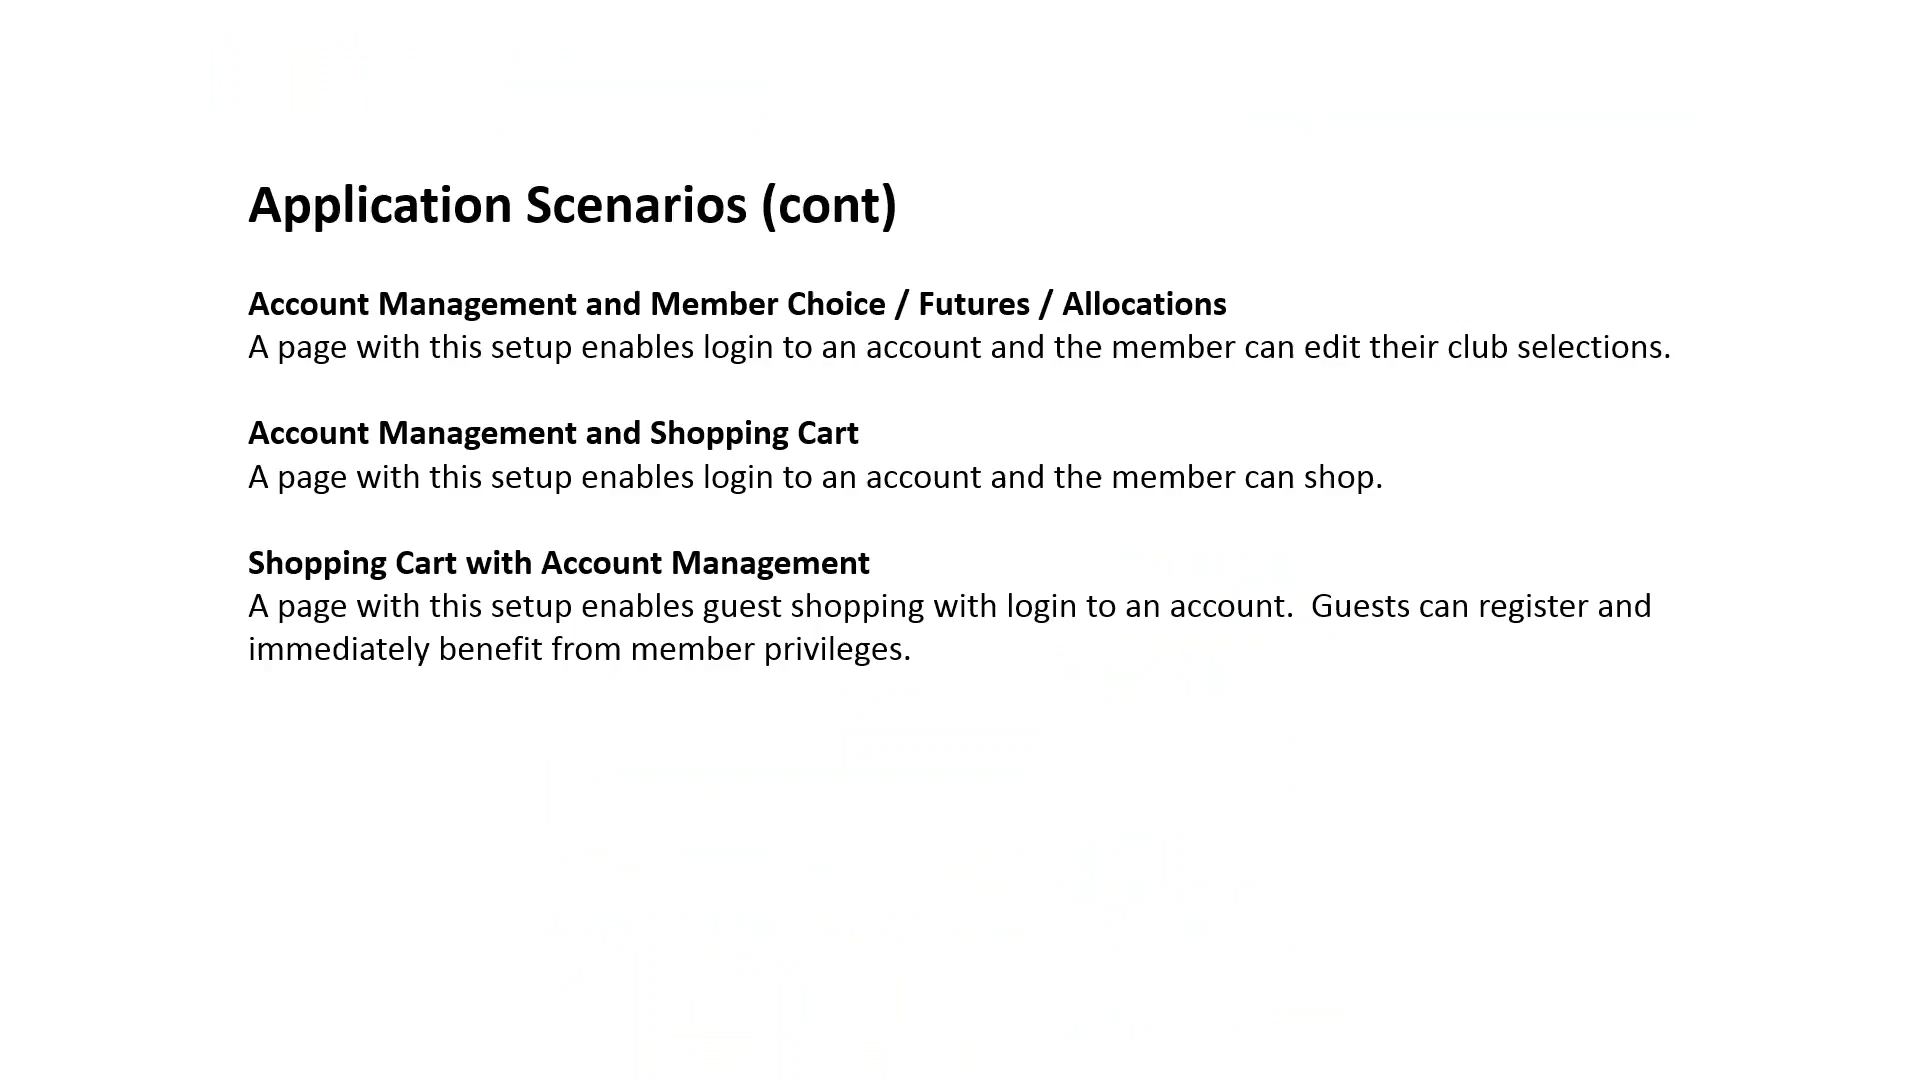 Application Scenarios (cont)
Account Management and Member Choice / Futures / Allocations
A page with this setup enables login to an account and the member can edit their club selections.
Account Management and Shopping Cart
A page with this setup enables login to an account and the member can shop.
Shopping Cart with Account Management
A page with this setup enables guest shopping with login to an account.  Guests can register and
immediately benefit from member privileges.